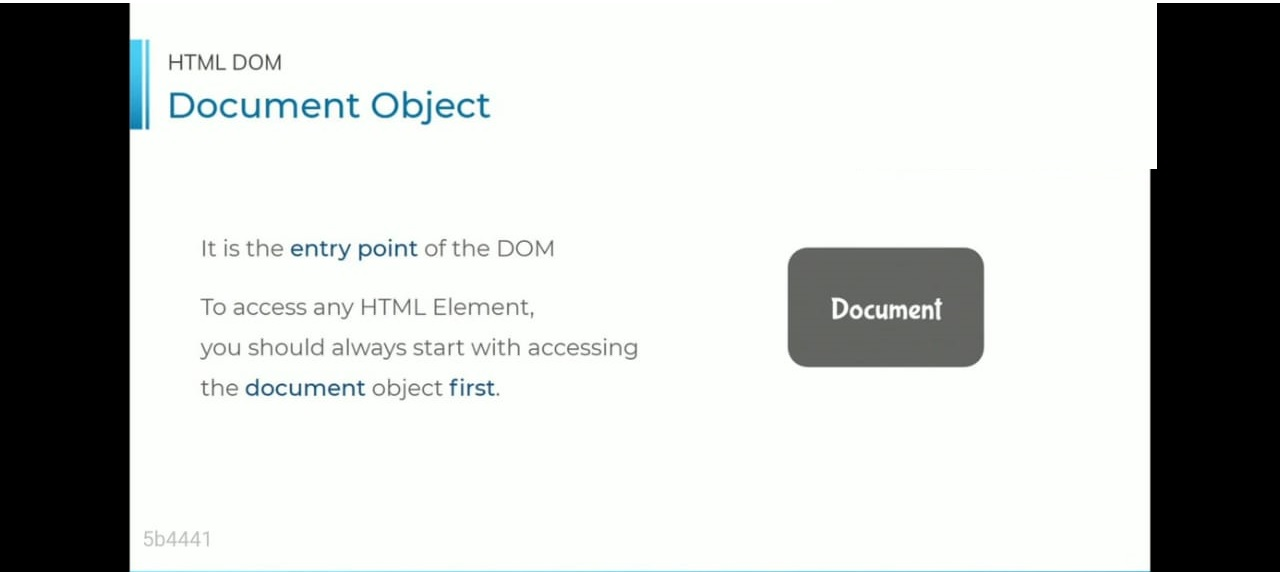 HTML DOM
Document Object
It is the entry point of the DOM
To access any HTML Element,
you should always start with accessing
the document object first.
Document
5b4441